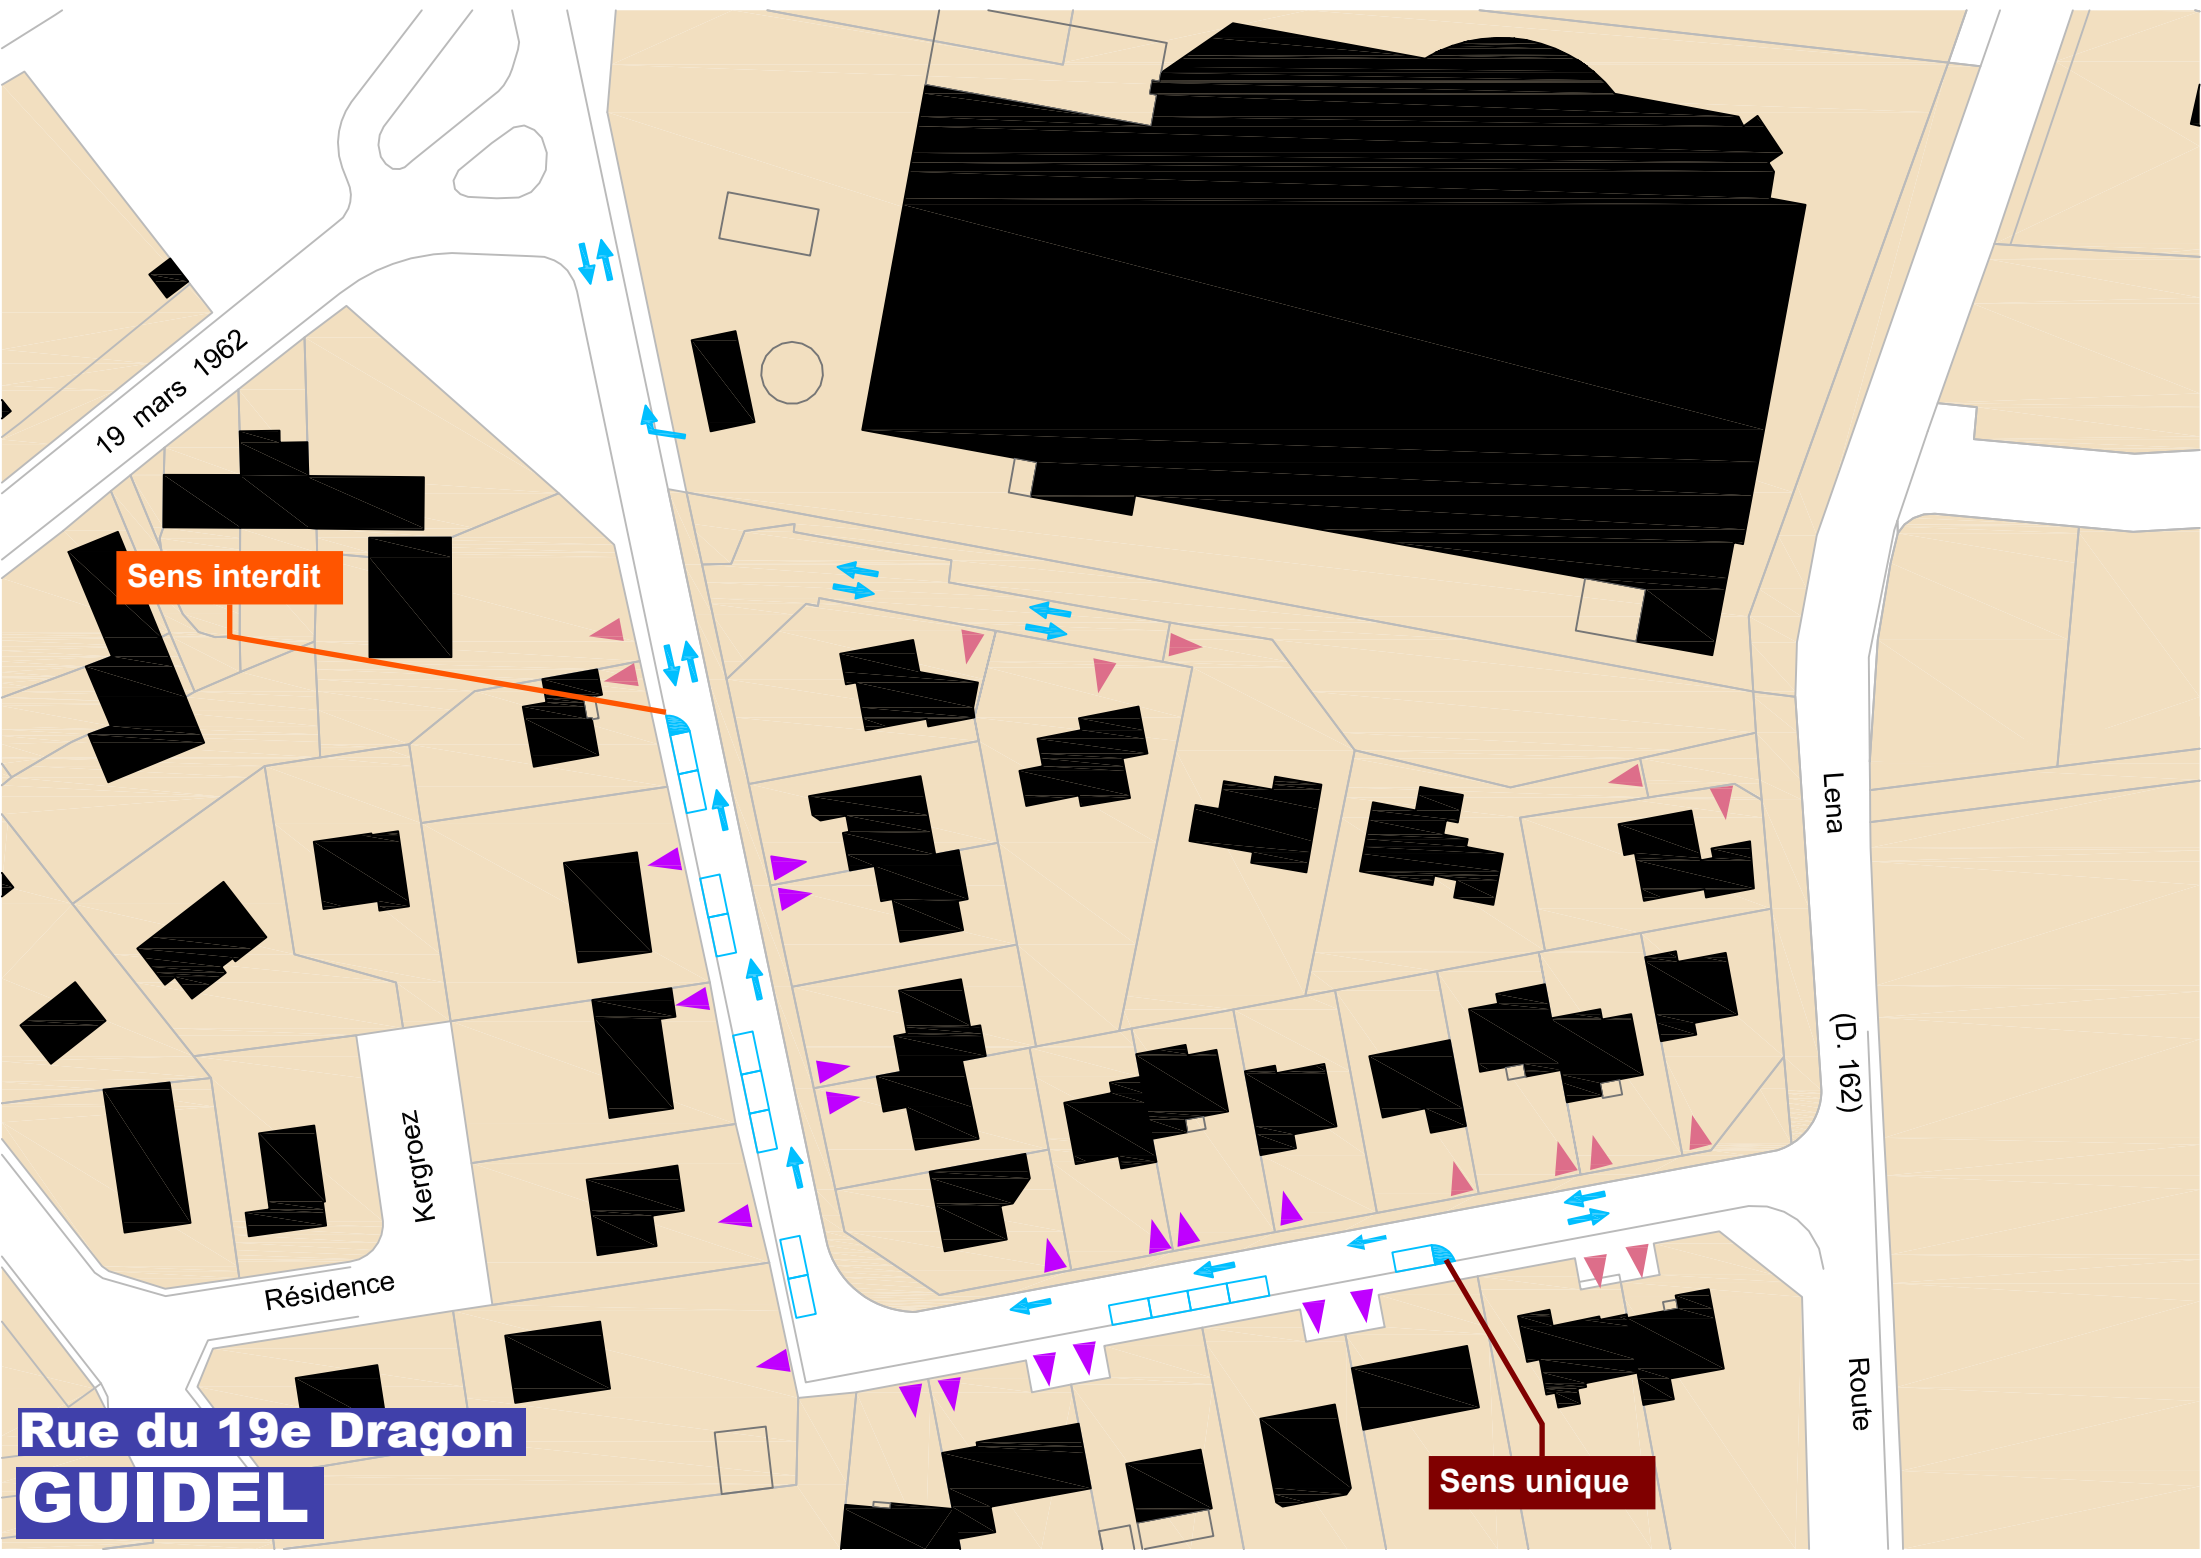 19 mars 1962
Sens interdit
Lena
(D. 162)
Kergroez
Résidence
Route
Rue du 19e Dragon
GUIDEL
Sens unique